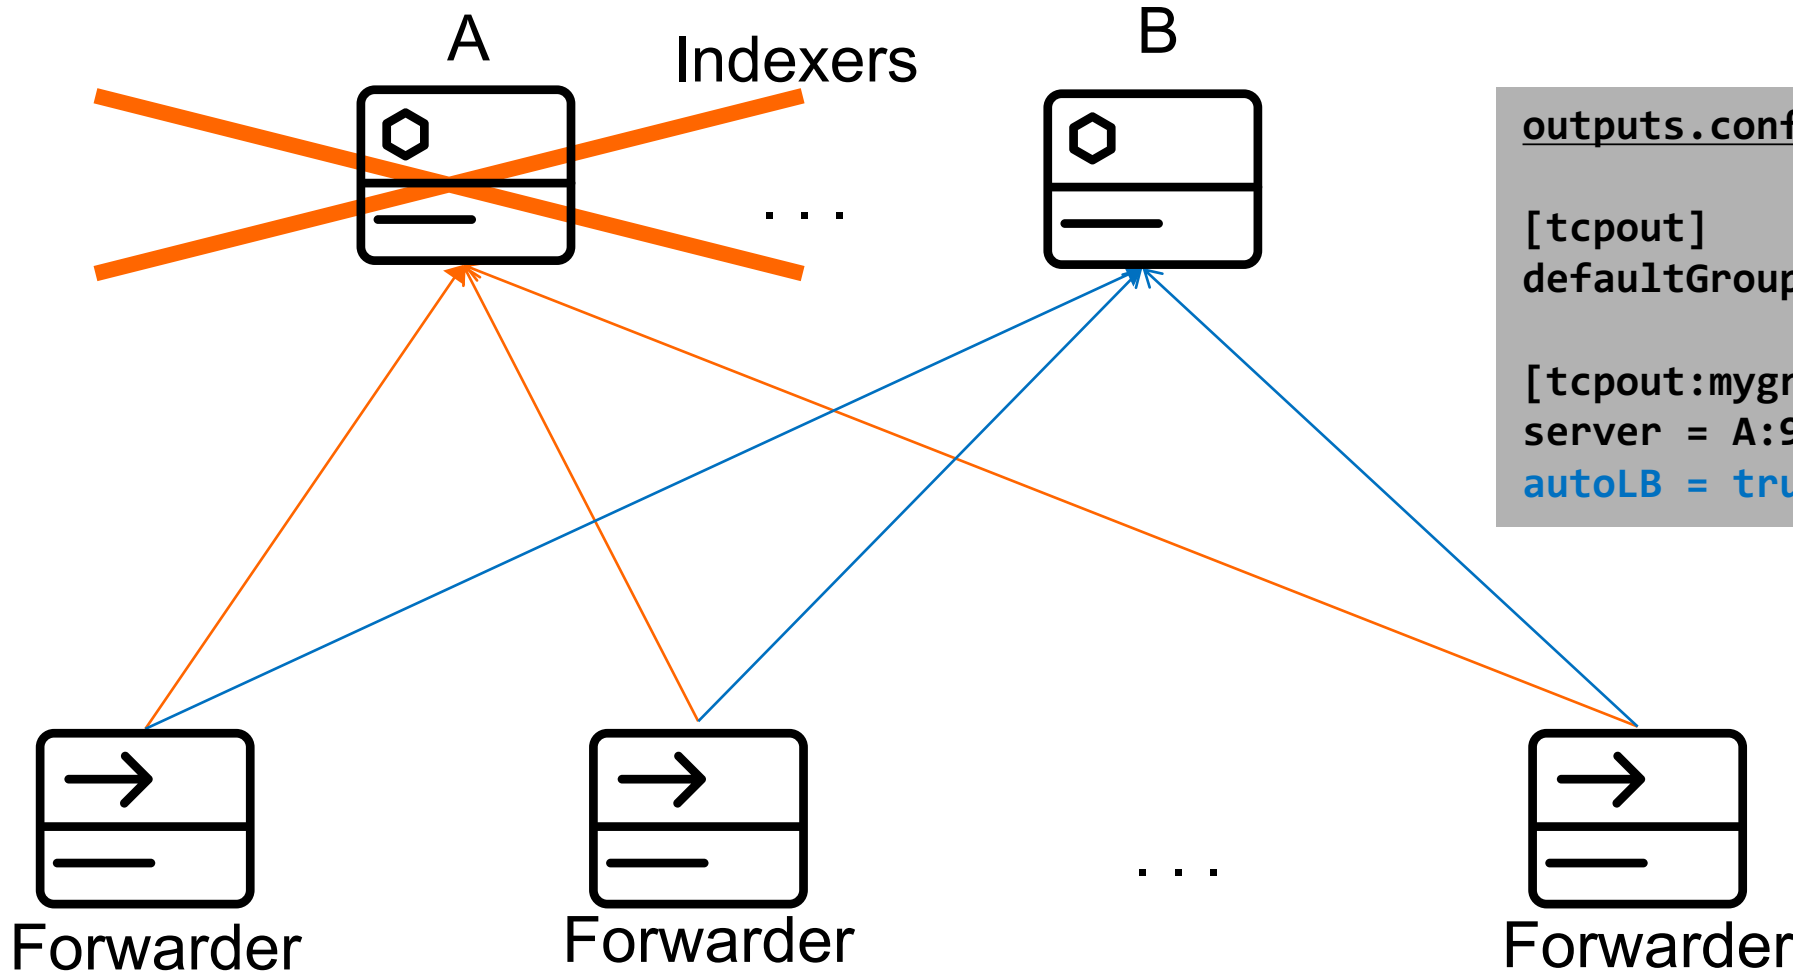 A
Indexers
B
outputs.conf
[tcpout]
defaultGroup
[tcpout:mygr
server = A:9
autoLB = tru
. . .
. . .
Forwarder
Forwarder
Forwarder